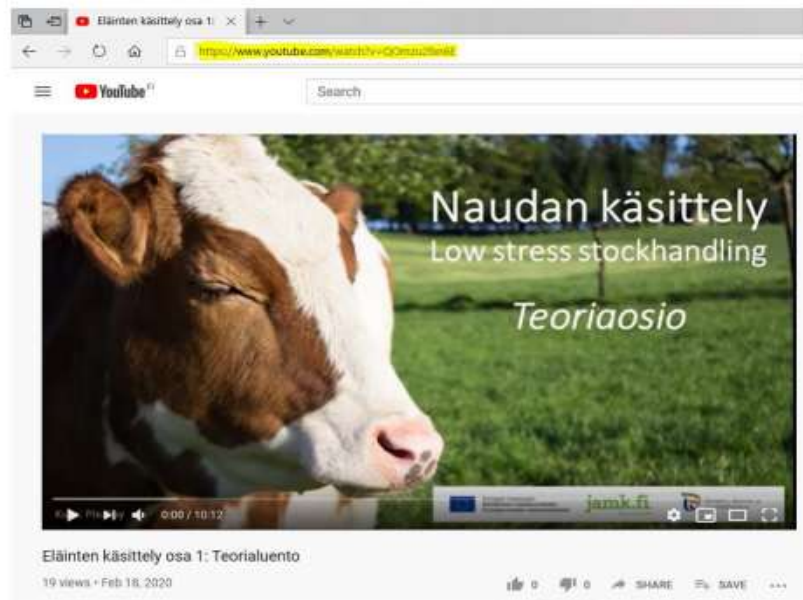 Eläinten käsittely osa 1:
https://www.youtube.com/watch?v=
YouTube FI
Search
Naudan käsittely
Low stress stockhandling
Teoriaosio
jamk.fi
0:00 / 10:12
Eläinten käsittely osa 1: Teorialuento
19 views • Feb 18, 2020
0
0
SHARE
SAVE